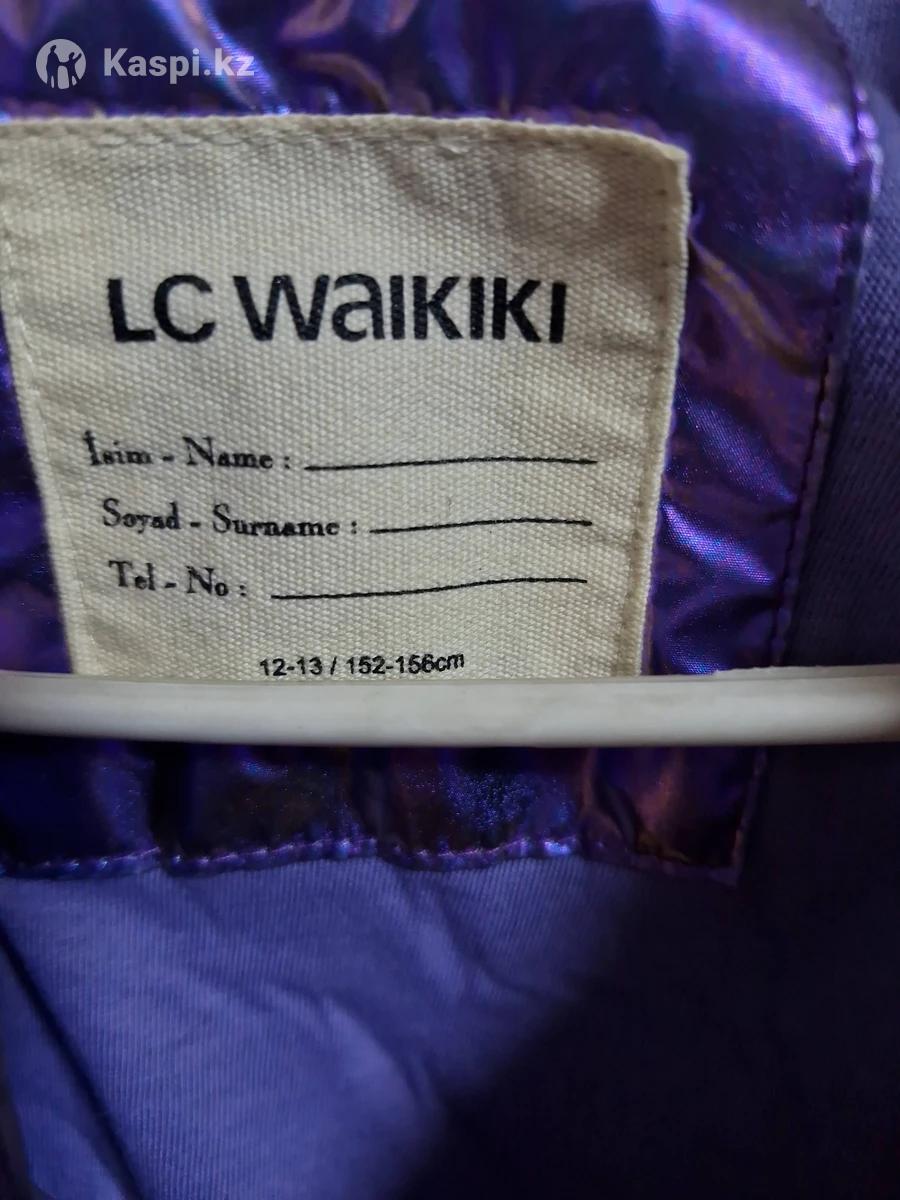 Kaspi.kz
LC WAIKIKI
İsim - Name :
Soyad - Surname :
Tel - No :
12-13 / 152-156cm